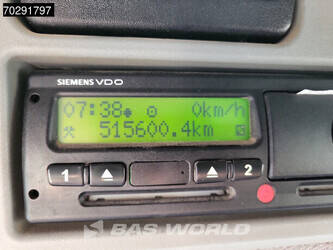 70291797
SIEMENS VDO
07:38 0km/h
515600.4km
1 2
BAS WORLD